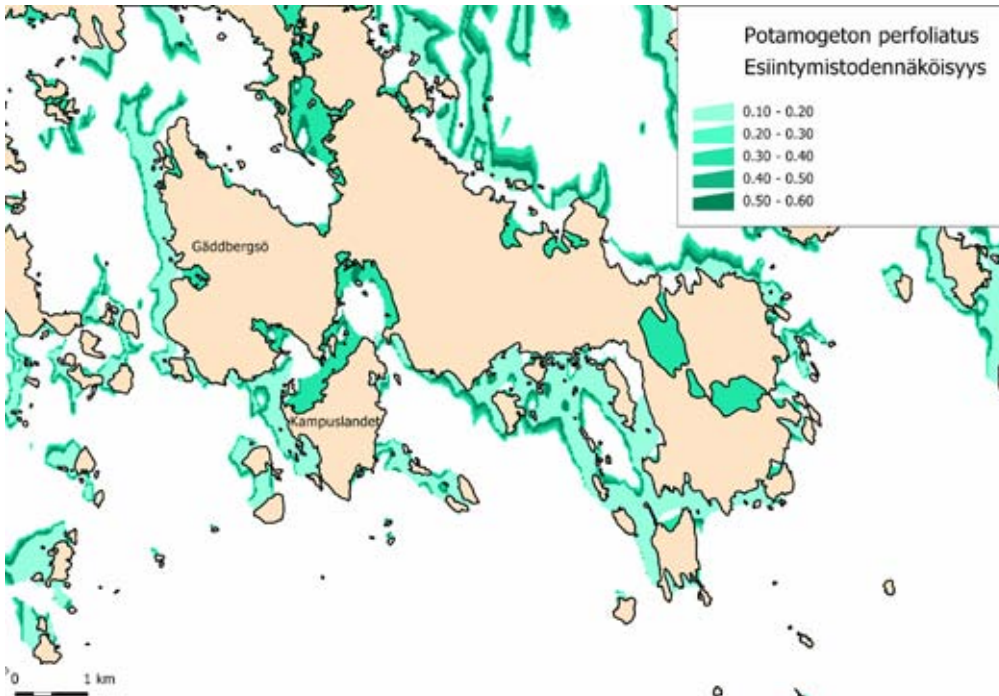 Potamogeton perfoliatus
Esiintymistodennäköisyys
0.10 - 0.20
0.20 - 0.30
0.30 - 0.40
0.40 - 0.50
0.50 - 0.60
Gäddbergsö
Kampuslandet
0 1 km